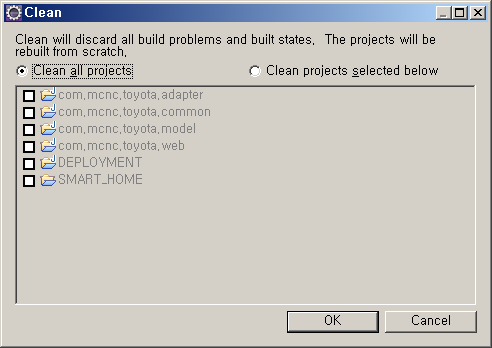 Clean
Clean will discard all build problems and built states. The projects will be
rebuilt from scratch.
Clean all projects
Clean projects selected below
com.mcnc.toyota.adapter
com.mcnc.toyota.common
com.mcnc.toyota.model
com.mcnc.toyota.web
DEPLOYMENT
SMART_HOME
OK
Cancel